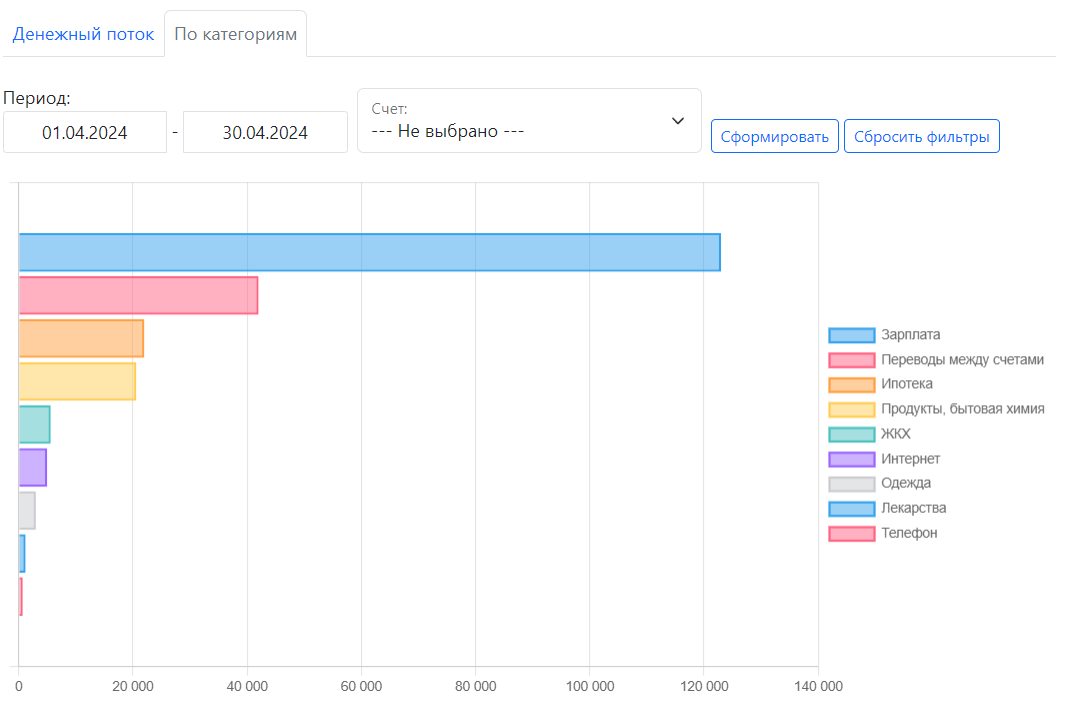 Денежный поток По категориям
Период:
01.04.2024 - 30.04.2024
Счет:
--- Не выбрано ---
Сформировать Сбросить фильтры
Зарплата
Переводы между счетами
Ипотека
Продукты, бытовая химия
ЖКХ
Интернет
Одежда
Лекарства
Телефон
0 20 000 40 000 60 000 80 000 100 000 120 000 140 000